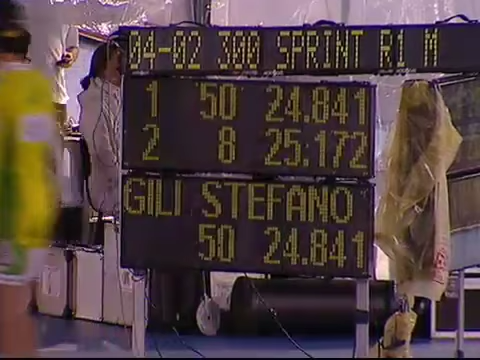 04-02 300 SPRINT R1 M
1 50 24.841
2 8 25.172
GILI STEFANO
50 24.841